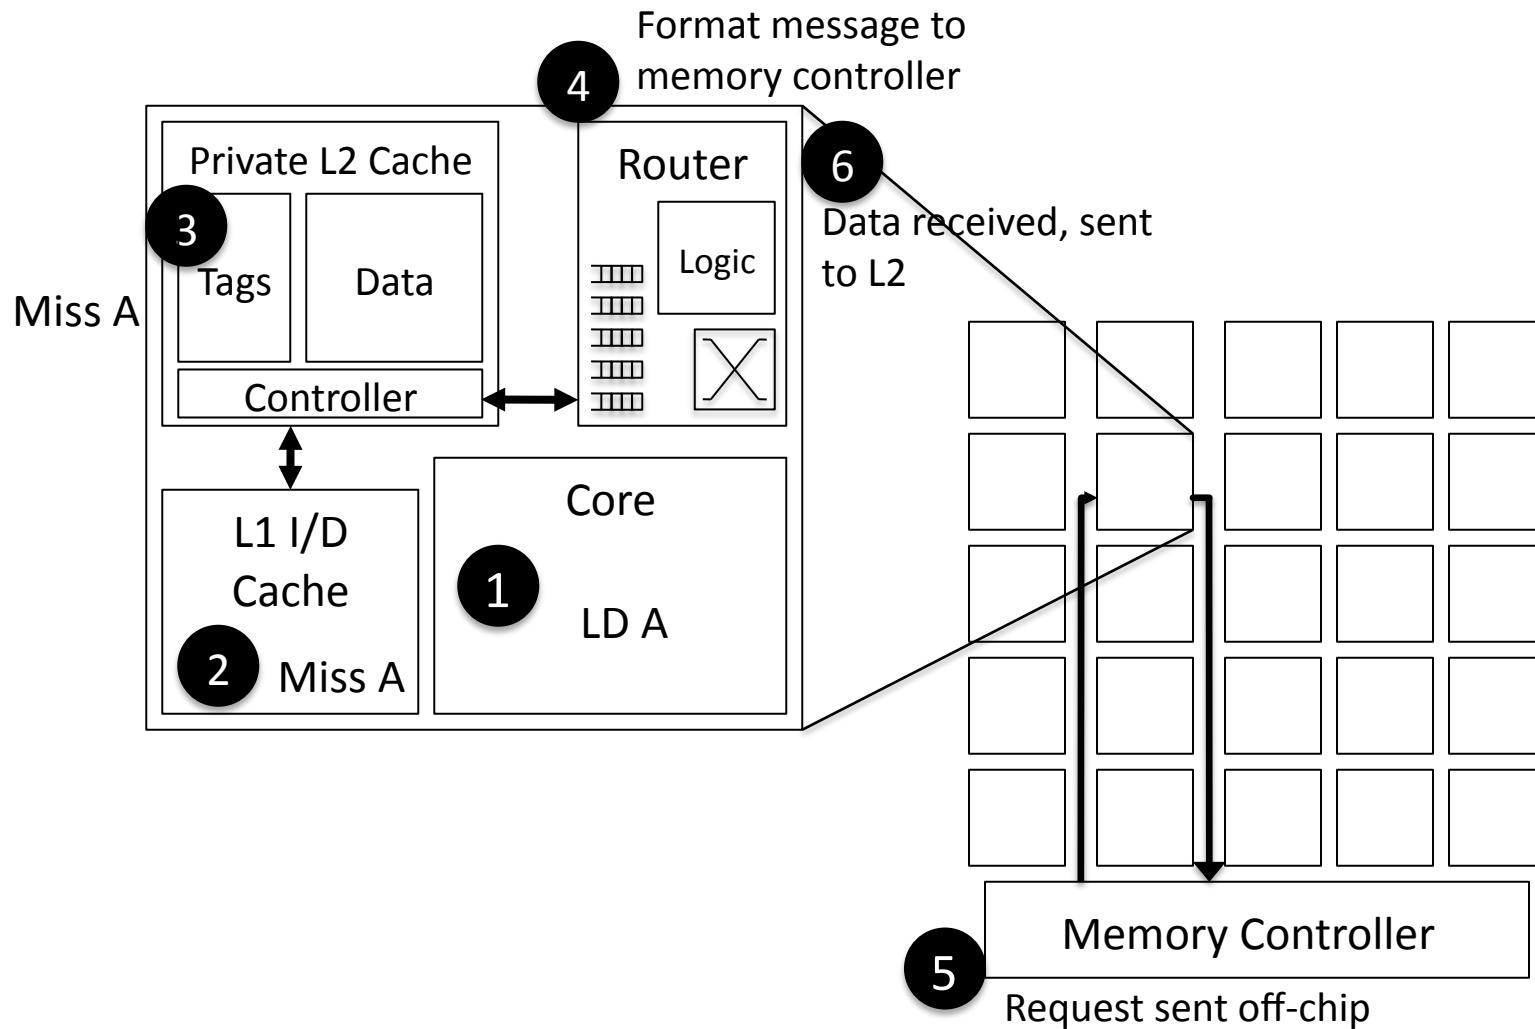 Format message to
memory controller
4
Private L2 Cache
Router
6
3
Data received, sent
to L2
Tags
Data
Logic
Miss A
Controller
L1 I/D
Cache
Core
1
LD A
2
Miss A
Memory Controller
5
Request sent off-chip